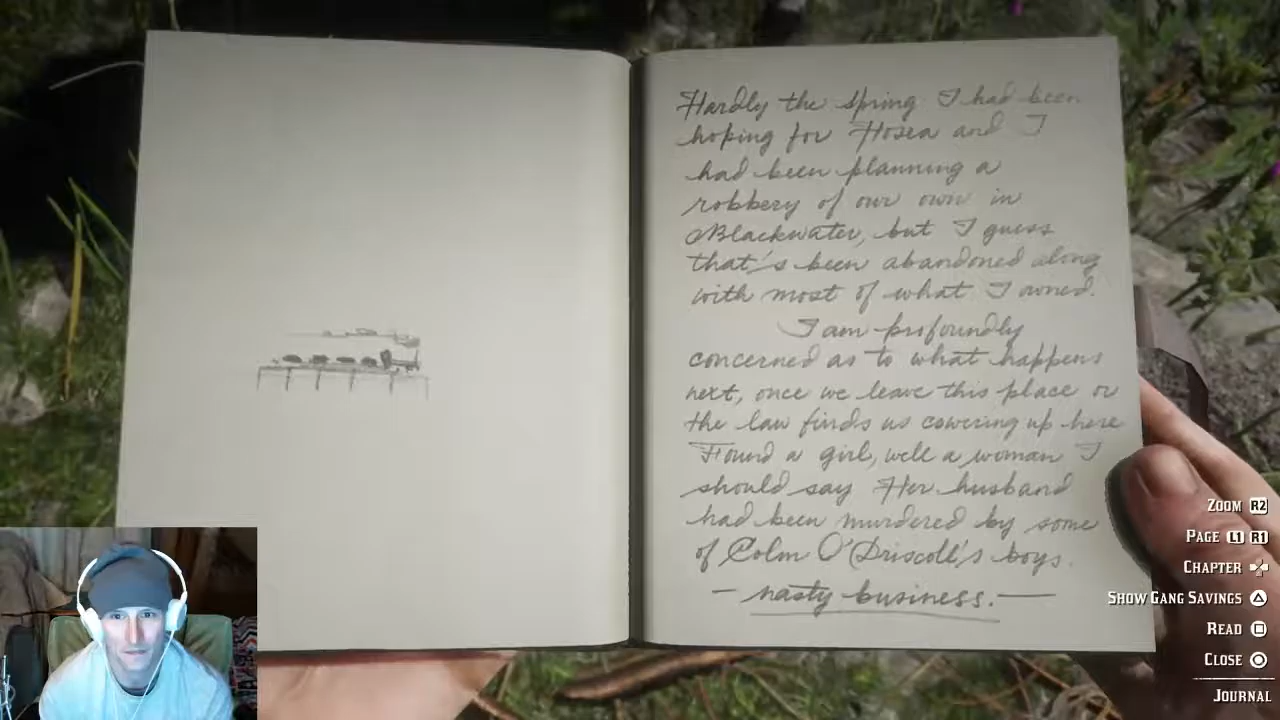 Hardly the spring I had been
hoping for Hosea and I
had been planning a
robbery of our own in
Blackwater, but I guess
that's been abandoned along
with most of what I owned.
I am profoundly
concerned as to what happens
next, once we leave this place or
the law finds us cowering up here
Found a girl, well a woman I
should say Her husband
had been murdered by some
of Colm O'Driscoll's boys.
- nasty business. -
ZOOM R2
PAGE L1 R1
CHAPTER
SHOW GANG SAVINGS
READ
CLOSE
JOURNAL